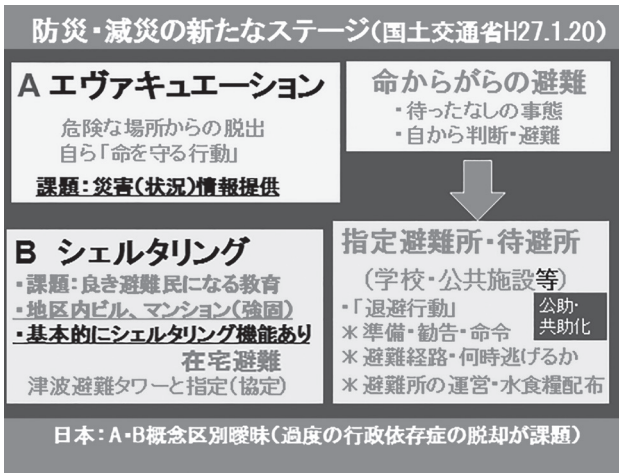 防災・減災の新たなステージ(国土交通省H27.1.20)
A エヴァキュエーション
危険な場所からの脱出
自ら「命を守る行動」
課題:災害(状況)情報提供
命からがらの避難
・待ったなしの事態
・自から判断・避難
B シェルタリング
・課題:良き避難民になる教育
・地区内ビル、マンション(強固)
・基本的にシェルタリング機能あり
在宅避難
津波避難タワーと指定(協定)
指定避難所・待避所
(学校・公共施設等)
・「退避行動」
公助・
共助化
*準備・勧告・命令
*避難経路・何時逃げるか
*避難所の運営・水食糧配布
日本:A・B概念区別曖昧(過度の行政依存症の脱却が課題)